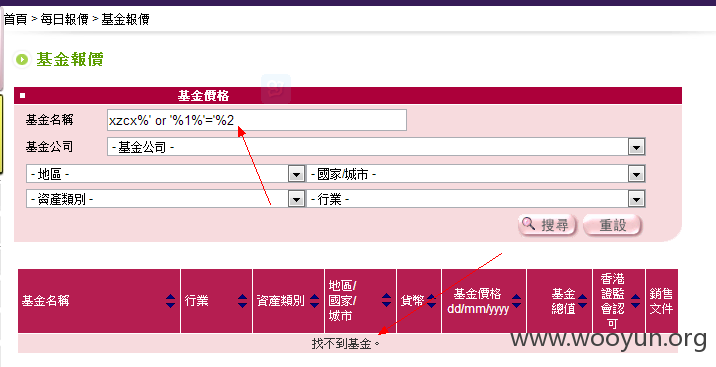 首頁 > 每日報價 > 基金報價
基金報價
基金價格
基金名稱 xzcx%' or '%1%'='%2
基金公司 - 基金公司 -
- 地區 - - 國家/城市 -
- 資產類別 - - 行業 -
搜尋 重設
基金名稱 行業 資產類別 地區/國家/城市 貨幣 基金價格 dd/mm/yyyy 基金總值 香港證監會認可 銷售文件
找不到基金。
www.wooyun.org